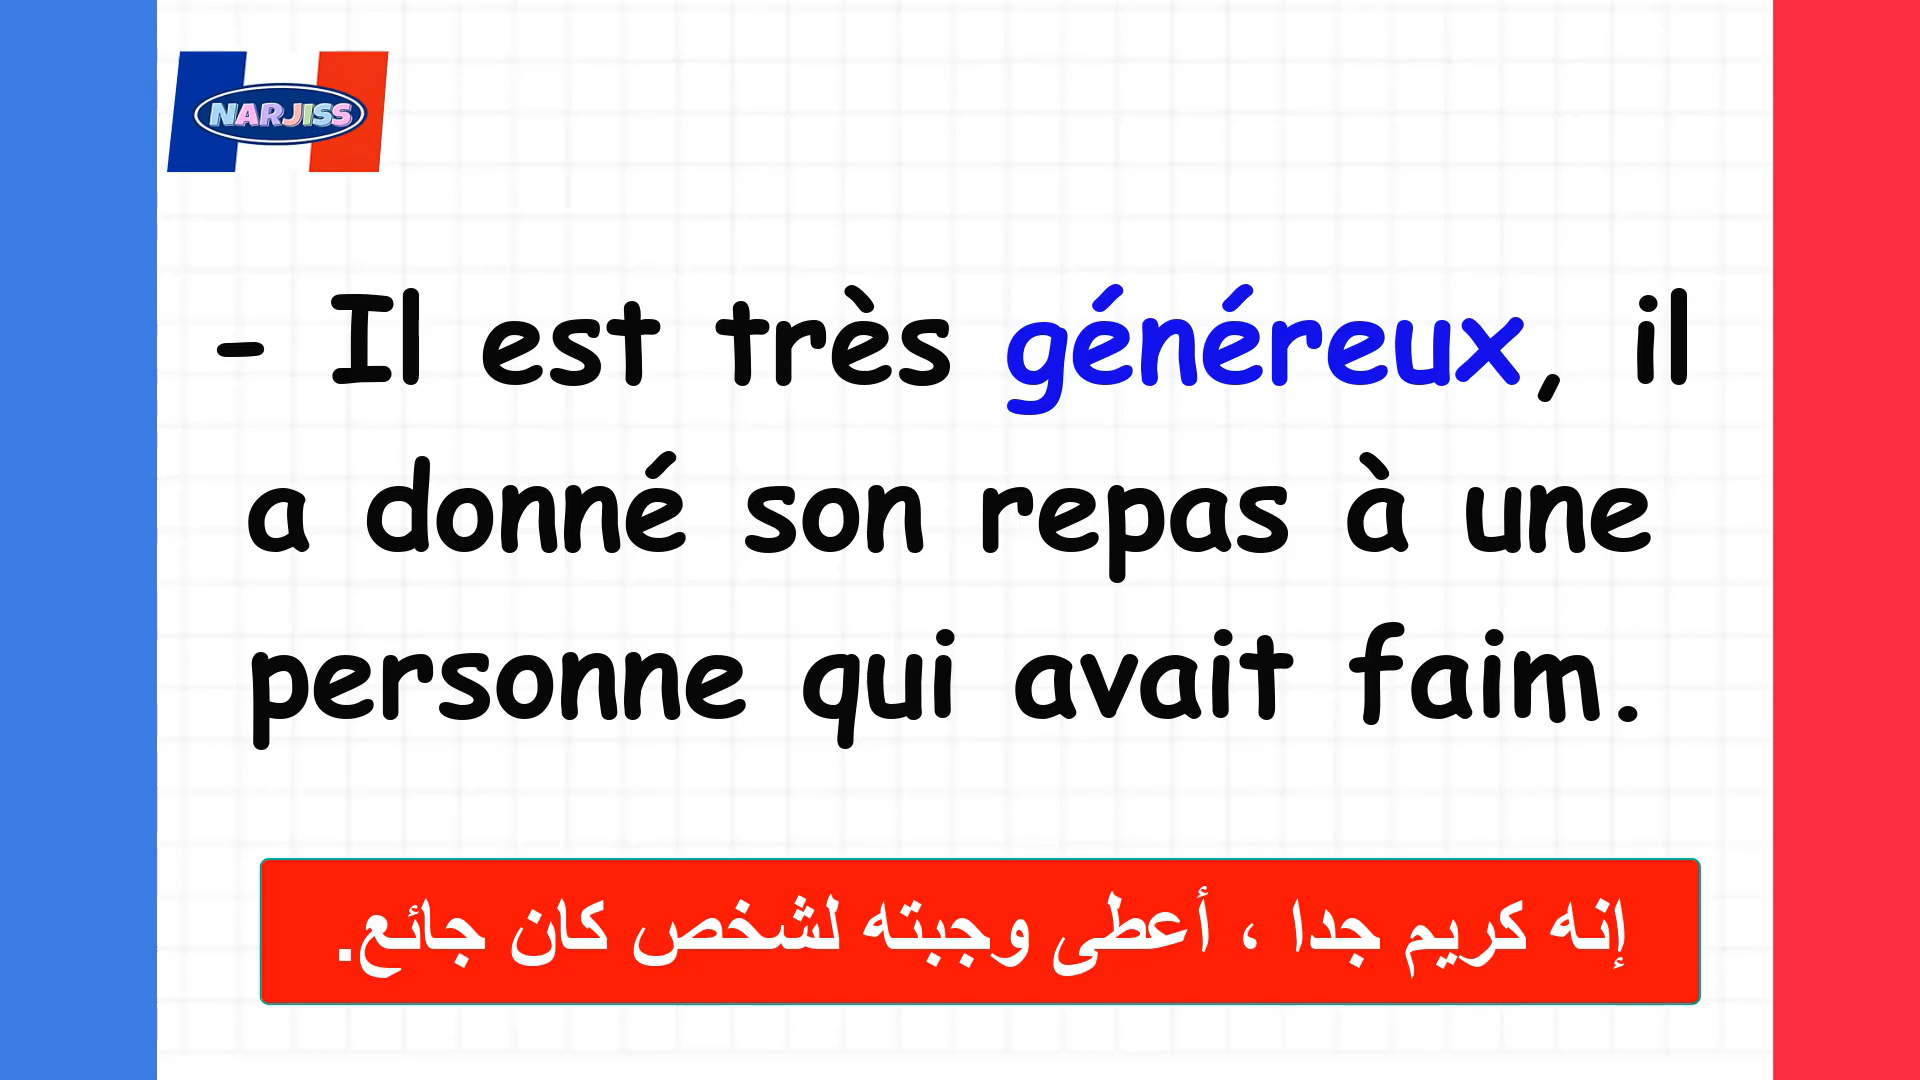 NARJISS
- Il est très généreux, il
a donné son repas à une
personne qui avait faim.
إنه كريم جدا ، أعطى وجبته لشخص كان جائع.